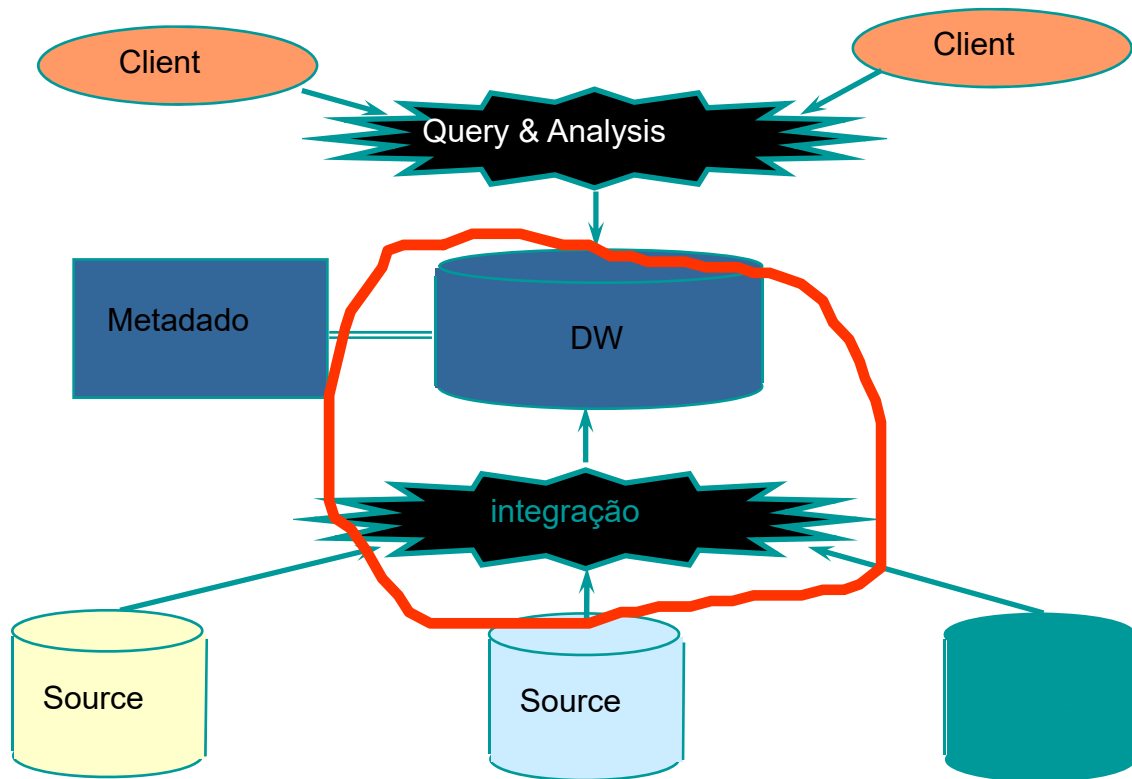 Client
Client
Query & Analysis
Metadado
DW
integração
Source
Source